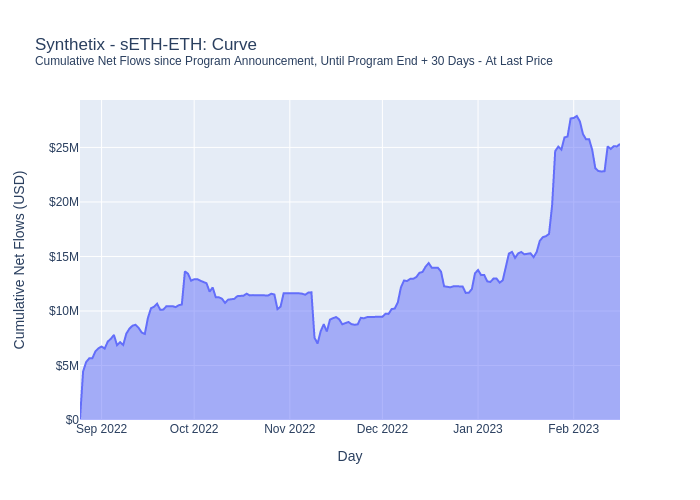 Synthetix - sETH-ETH: Curve
Cumulative Net Flows since Program Announcement, Until Program End + 30 Days - At Last Price
Cumulative Net Flows (USD)
$25M
$20M
$15M
$10M
$5M
$0
Sep 2022
Oct 2022
Nov 2022
Dec 2022
Jan 2023
Feb 2023
Day